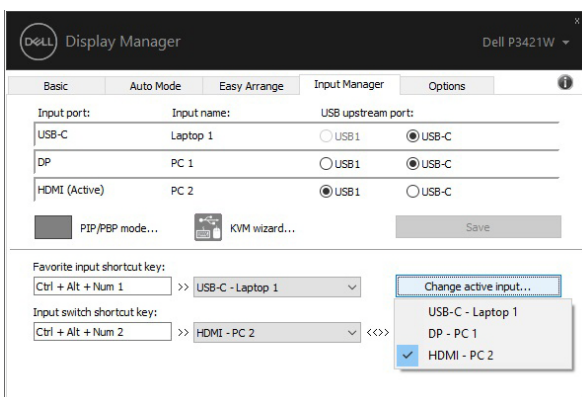 DELL Display Manager Dell P3421W
x
Basic Auto Mode Easy Arrange Input Manager Options i
Input port: Input name: USB upstream port:
USB-C Laptop 1 USB1 USB-C
DP PC 1 USB1 USB-C
HDMI (Active) PC 2 USB1 USB-C
PIP/PBP mode... KVM wizard... Save
Favorite input shortcut key:
Ctrl + Alt + Num 1 >> USB-C - Laptop 1 Change active input...
USB-C - Laptop 1
Input switch shortcut key:
Ctrl + Alt + Num 2 >> HDMI - PC 2 <<>> DP - PC 1
HDMI - PC 2